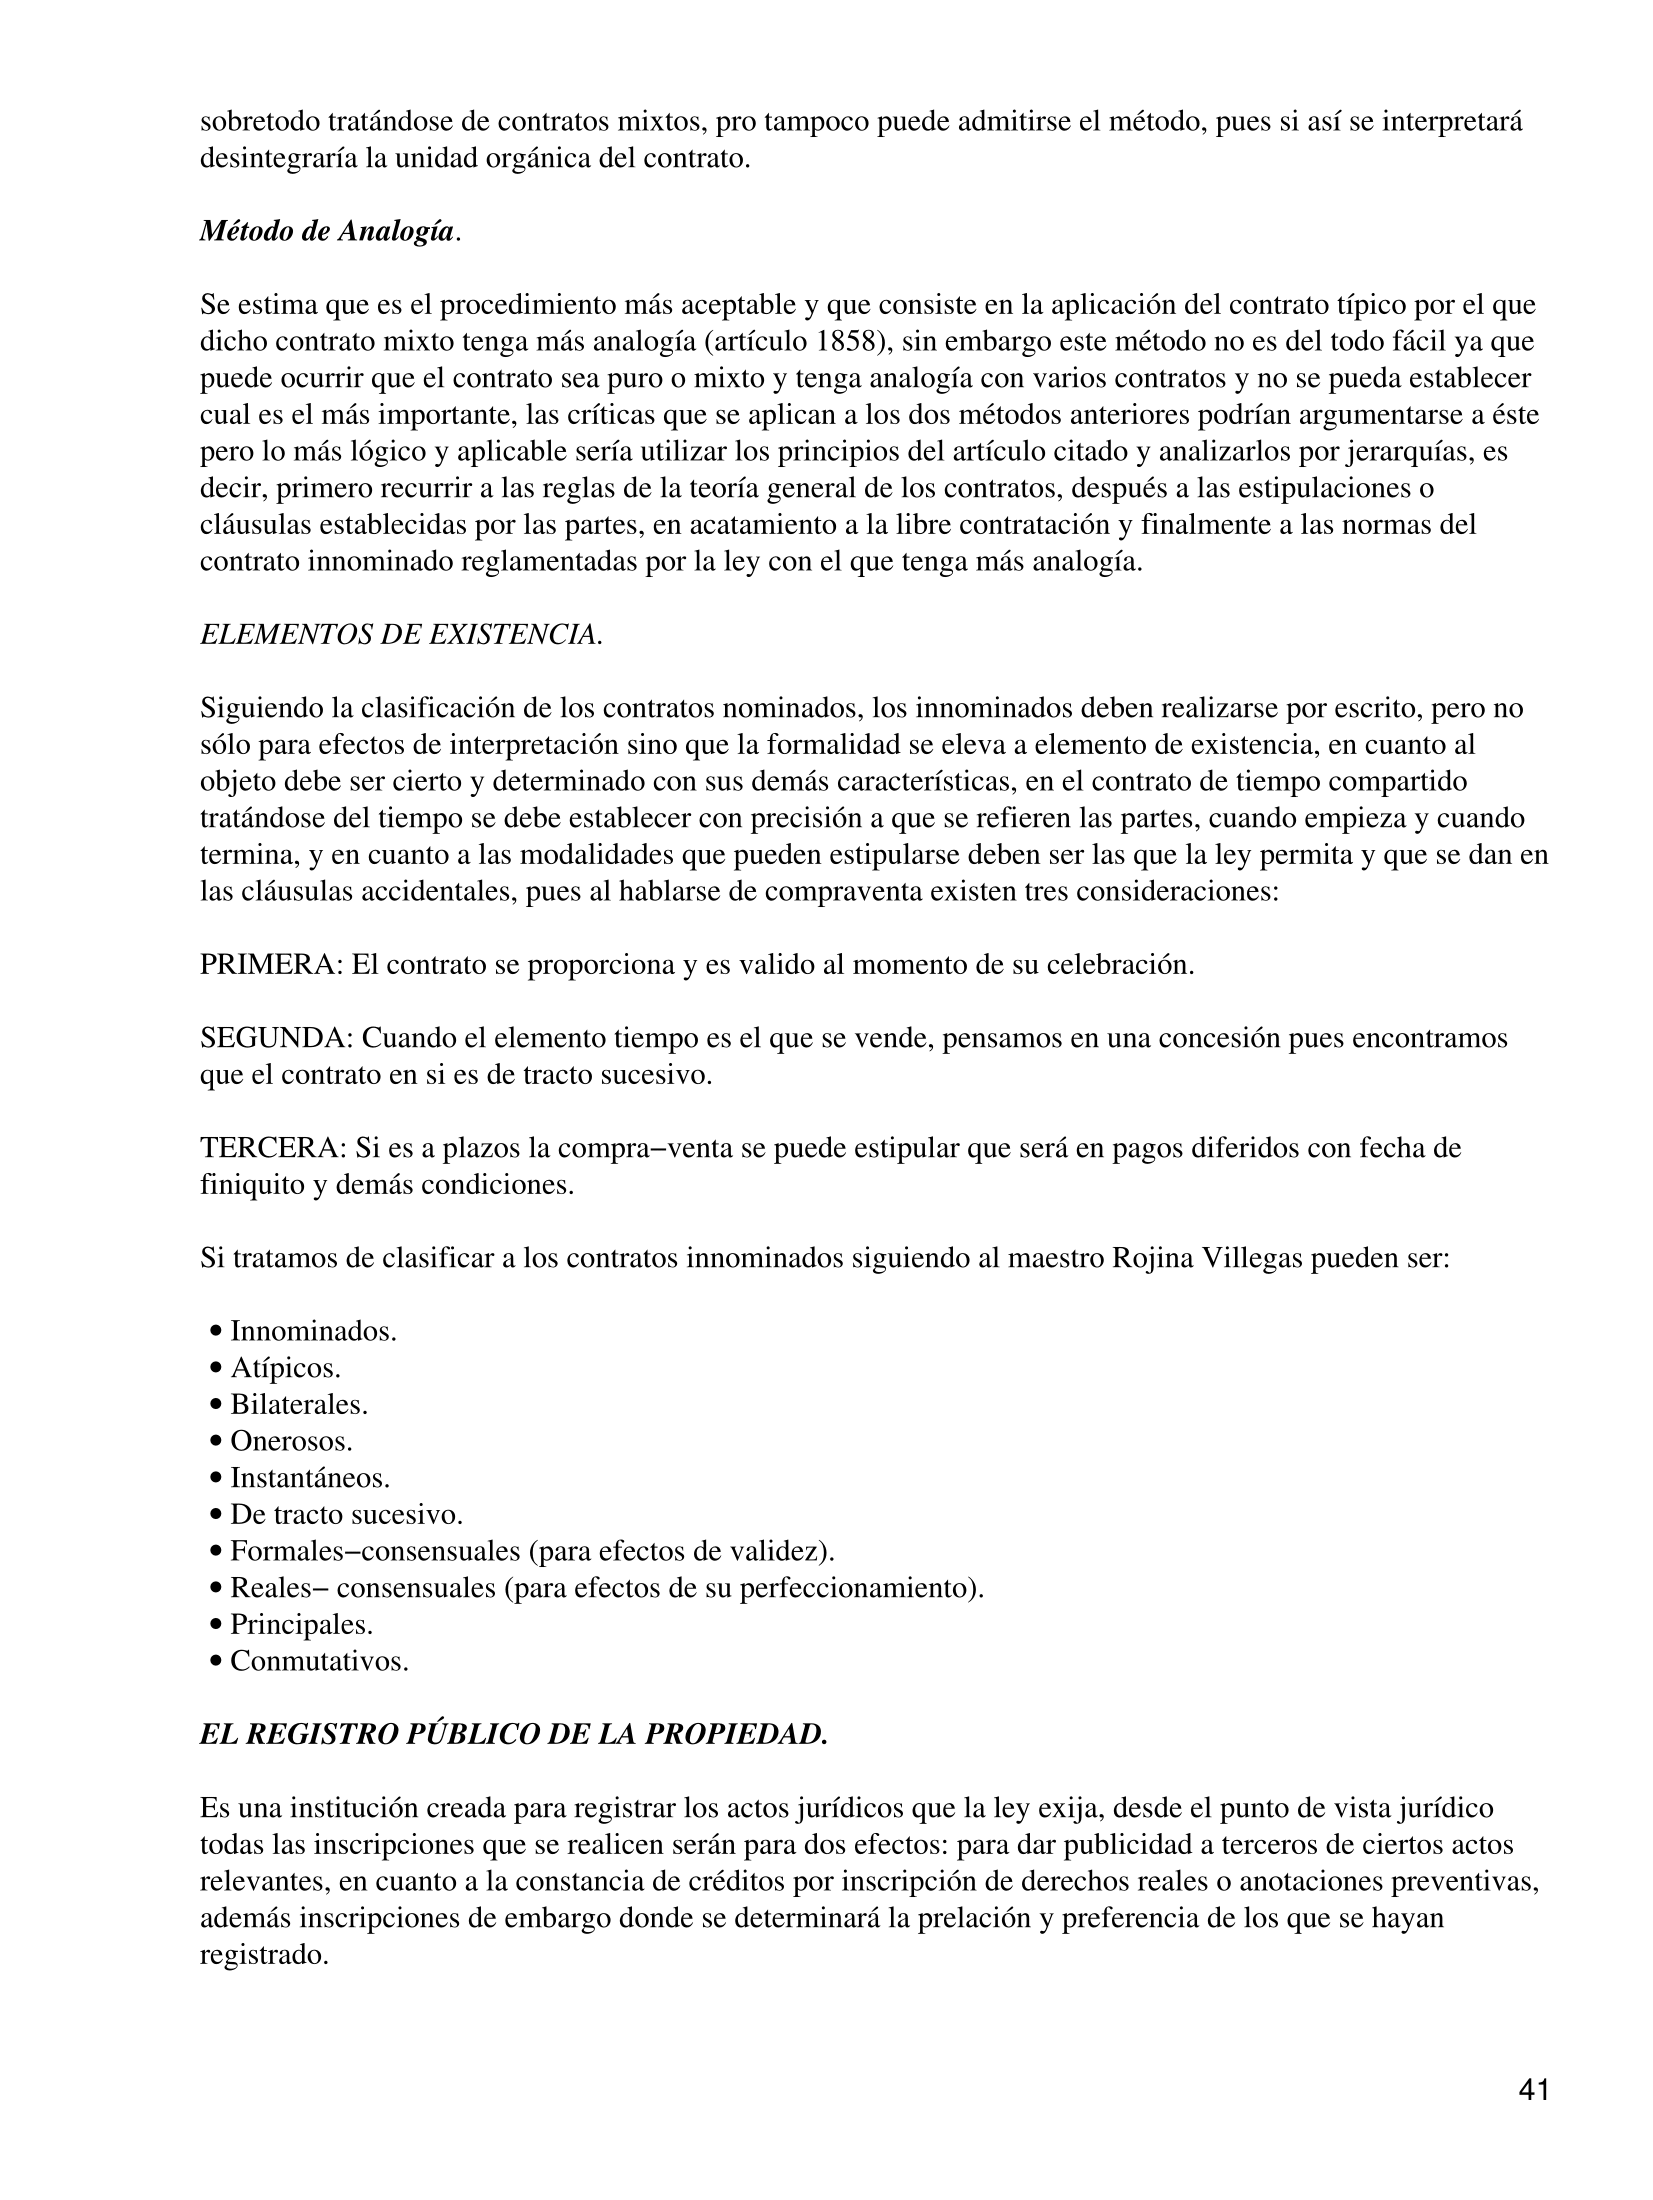 sobretodo tratándose de contratos mixtos, pro tampoco puede admitirse el método, pues si así se interpretará
desintegraría la unidad orgánica del contrato.
Método de Analogía.
Se estima que es el procedimiento más aceptable y que consiste en la aplicación del contrato típico por el que
dicho contrato mixto tenga más analogía (artículo 1858), sin embargo este método no es del todo fácil ya que
puede ocurrir que el contrato sea puro o mixto y tenga analogía con varios contratos y no se pueda establecer
cual es el más importante, las críticas que se aplican a los dos métodos anteriores podrían argumentarse a éste
pero lo más lógico y aplicable sería utilizar los principios del artículo citado y analizarlos por jerarquías, es
decir, primero recurrir a las reglas de la teoría general de los contratos, después a las estipulaciones o
cláusulas establecidas por las partes, en acatamiento a la libre contratación y finalmente a las normas del
contrato innominado reglamentadas por la ley con el que tenga más analogía.
ELEMENTOS DE EXISTENCIA.
Siguiendo la clasificación de los contratos nominados, los innominados deben realizarse por escrito, pero no
sólo para efectos de interpretación sino que la formalidad se eleva a elemento de existencia, en cuanto al
objeto debe ser cierto y determinado con sus demás características, en el contrato de tiempo compartido
tratándose del tiempo se debe establecer con precisión a que se refieren las partes, cuando empieza y cuando
termina, y en cuanto a las modalidades que pueden estipularse deben ser las que la ley permita y que se dan en
las cláusulas accidentales, pues al hablarse de compraventa existen tres consideraciones:
PRIMERA: El contrato se proporciona y es valido al momento de su celebración.
SEGUNDA: Cuando el elemento tiempo es el que se vende, pensamos en una concesión pues encontramos
que el contrato en si es de tracto sucesivo.
TERCERA: Si es a plazos la compra−venta se puede estipular que será en pagos diferidos con fecha de
finiquito y demás condiciones.
Si tratamos de clasificar a los contratos innominados siguiendo al maestro Rojina Villegas pueden ser:
• Innominados.
• Atípicos.
• Bilaterales.
• Onerosos.
• Instantáneos.
• De tracto sucesivo.
• Formales−consensuales (para efectos de validez).
• Reales− consensuales (para efectos de su perfeccionamiento).
• Principales.
• Conmutativos.
EL REGISTRO PÚBLICO DE LA PROPIEDAD.
Es una institución creada para registrar los actos jurídicos que la ley exija, desde el punto de vista jurídico
todas las inscripciones que se realicen serán para dos efectos: para dar publicidad a terceros de ciertos actos
relevantes, en cuanto a la constancia de créditos por inscripción de derechos reales o anotaciones preventivas,
además inscripciones de embargo donde se determinará la prelación y preferencia de los que se hayan
registrado.
41